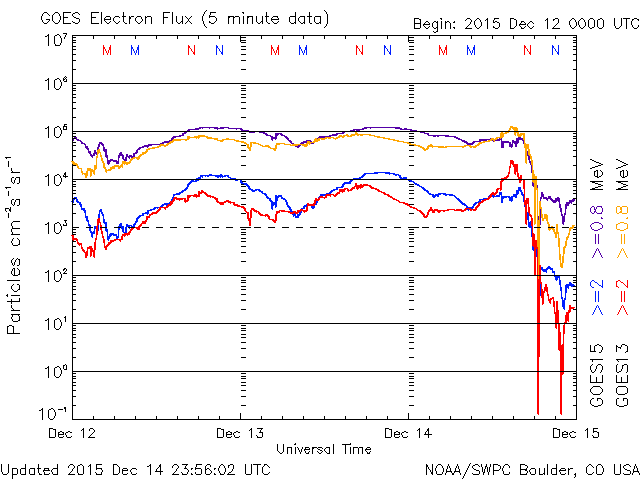 GOES Electron Flux (5 minute data)
Begin: 2015 Dec 12 0000 UTC
M M N N M M N N M M N N
10⁷
10⁶
10⁵
10⁴
10³
10²
10¹
10⁰
10⁻¹
Particles cm⁻²s⁻¹sr⁻¹
Dec 12 Dec 13 Dec 14 Dec 15
Universal Time
GOES15 >=2 >=0.8 MeV
GOES13 >=2 >=0.8 MeV
Updated 2015 Dec 14 23:56:02 UTC
NOAA/SWPC Boulder, CO USA